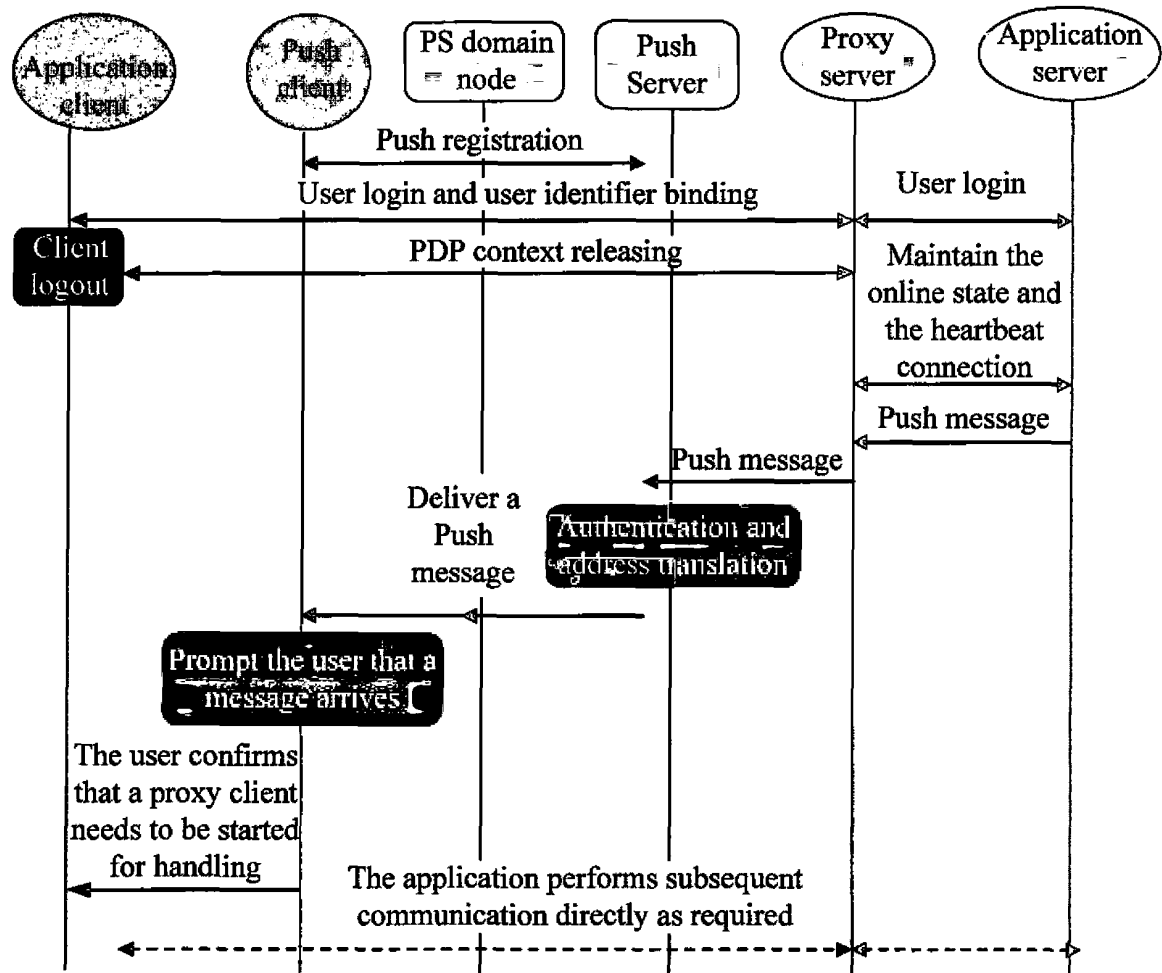 Application
client
Push
client
PS domain
node
Push
Server
Proxy
server
Application
server
Push registration
User login and user identifier binding
User login
Client
logout
PDP context releasing
Maintain the
online state and
the heartbeat
connection
Push message
Push message
Deliver a
Push
message
Authentication and
address translation
Prompt the user that a
message arrives
The user confirms
that a proxy client
needs to be started
for handling
The application performs subsequent
communication directly as required